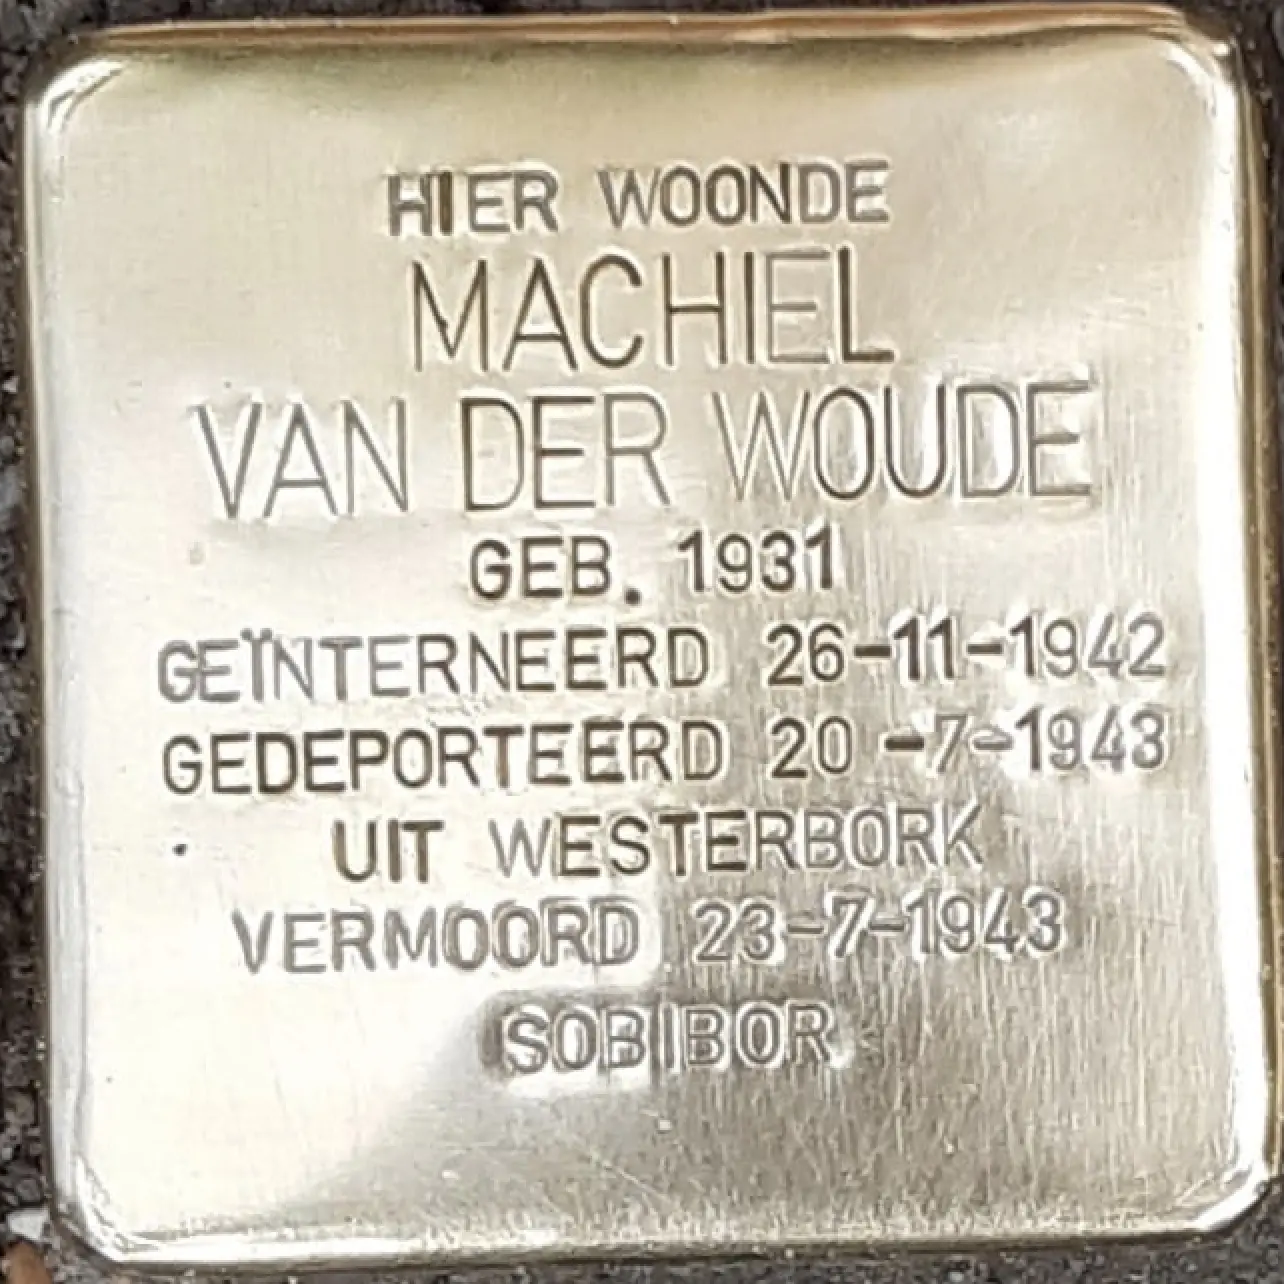 HIER WOONDE
MACHIEL
VAN DER WOUDE
GEB. 1931
GEÏNTERNEERD 26-11-1942
GEDEPORTEERD 20 -7-1943
UIT WESTERBORK
VERMOORD 23-7-1943
SOBIBOR